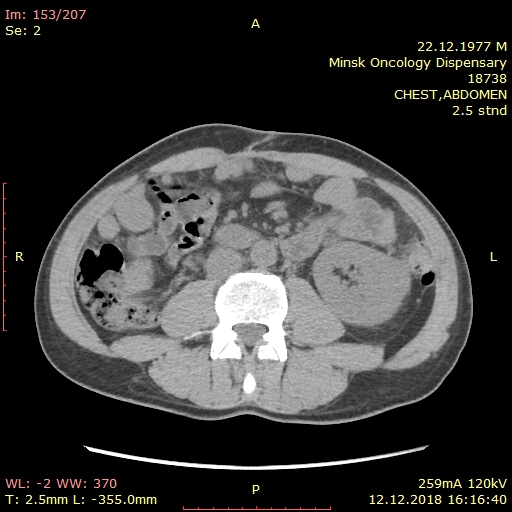 Im: 153/207
Se: 2
A
22.12.1977 M
Minsk Oncology Dispensary
18738
CHEST,ABDOMEN
2.5 stnd
R
L
WL: -2 WW: 370
T: 2.5mm L: -355.0mm
P
259mA 120kV
12.12.2018 16:16:40